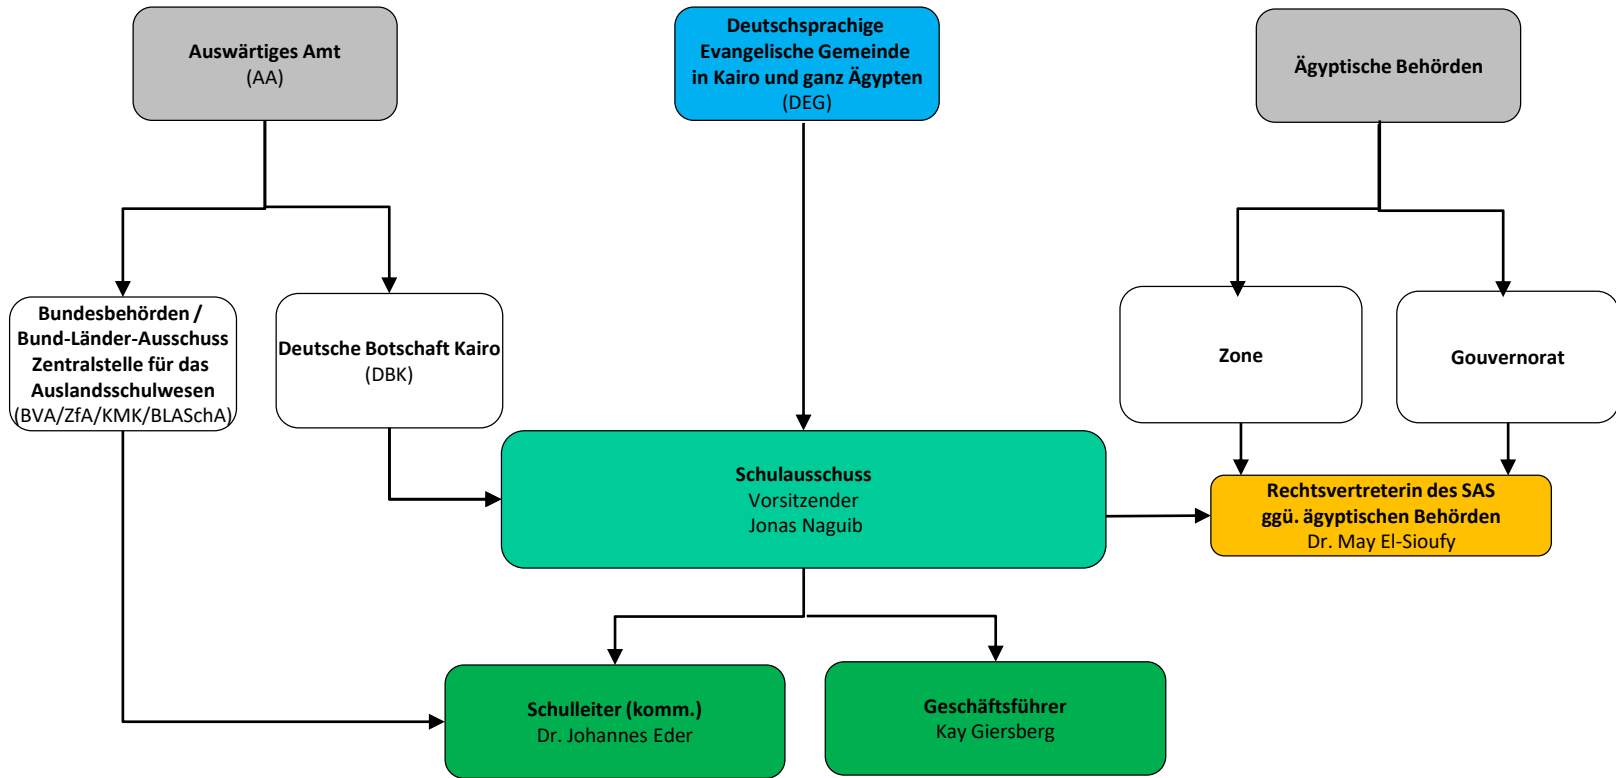 Auswärtiges Amt
(AA)
Deutschsprachige
Evangelische Gemeinde
in Kairo und ganz Ägypten
(DEG)
Ägyptische Behörden
Bundesbehörden /
Bund-Länder-Ausschuss
Zentralstelle für das
Auslandsschulwesen
(BVA/ZfA/KMK/BLASchA)
Deutsche Botschaft Kairo
(DBK)
Zone
Gouvernorat
Schulausschuss
Vorsitzender
Jonas Naguib
Rechtsvertreterin des SAS
ggü. ägyptischen Behörden
Dr. May El-Sioufy
Schulleiter (komm.)
Dr. Johannes Eder
Geschäftsführer
Kay Giersberg